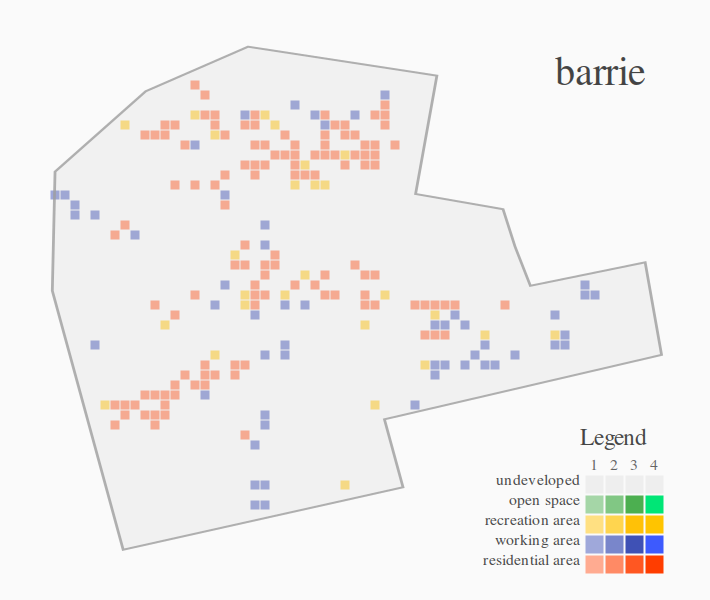 barrie
Legend
1 2 3 4
undeveloped
open space
recreation area
working area
residential area